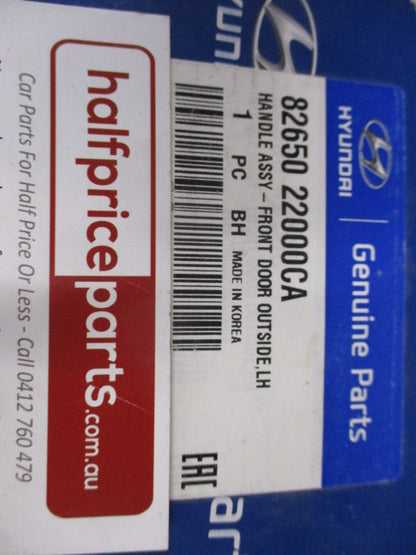 HYUNDAI
Genuine Parts
82650 22000CA
HANDLE ASSY-FRONT DOOR OUTSIDE,LH
1 PC BH MADE IN KOREA
EAC
halfpriceparts.com.au
Car Parts For Half Price Or Less - Call 0412 760 479